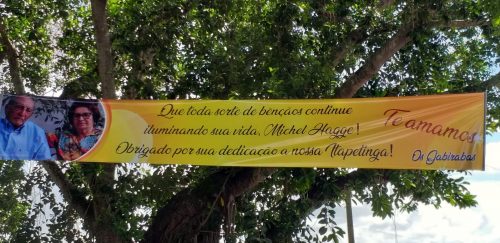 Que toda sorte de bençãos continue
iluminando sua vida, Michel Hagge!
Obrigado por sua dedicação a nossa Itapetinga!
Te amamos
Os Gabirabas